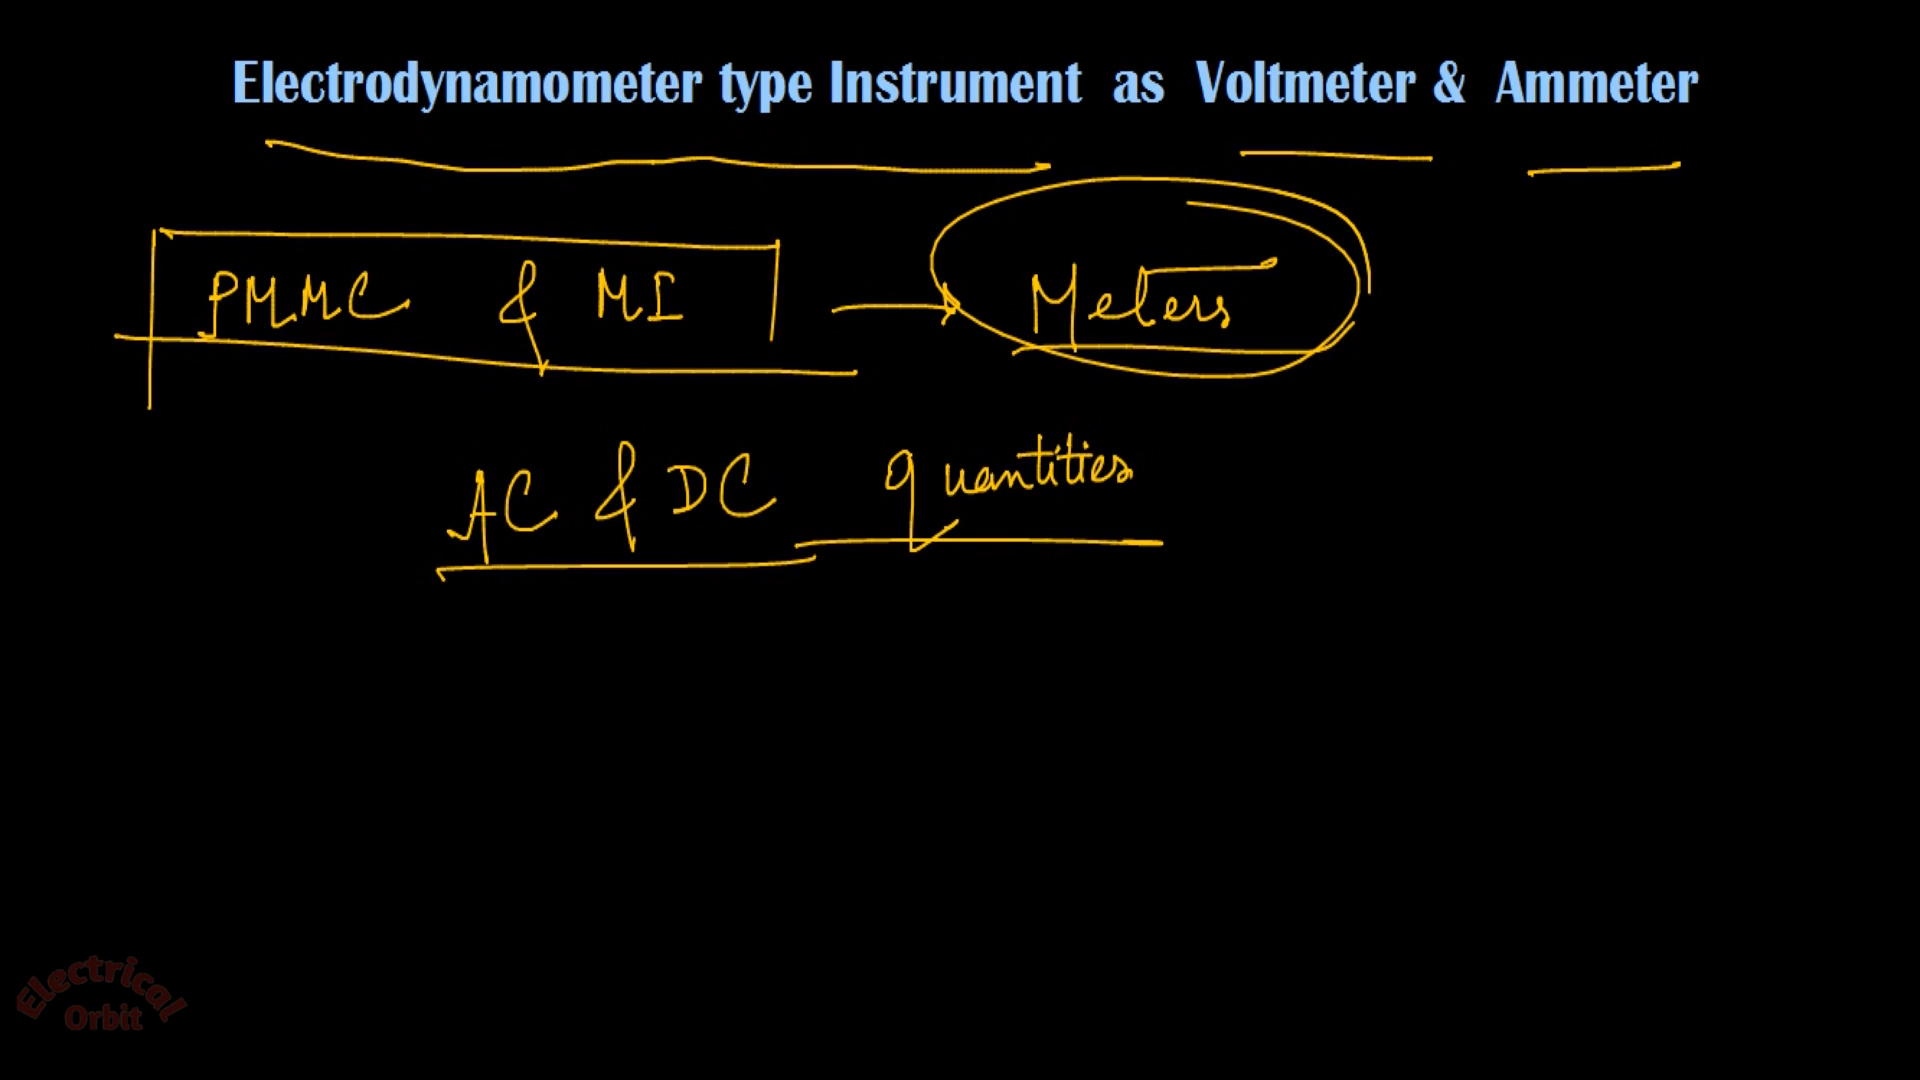 Electrodynamometer type Instrument as Voltmeter & Ammeter
PMMC & MI → Meters
AC & DC quantities
Electrical
Orbit